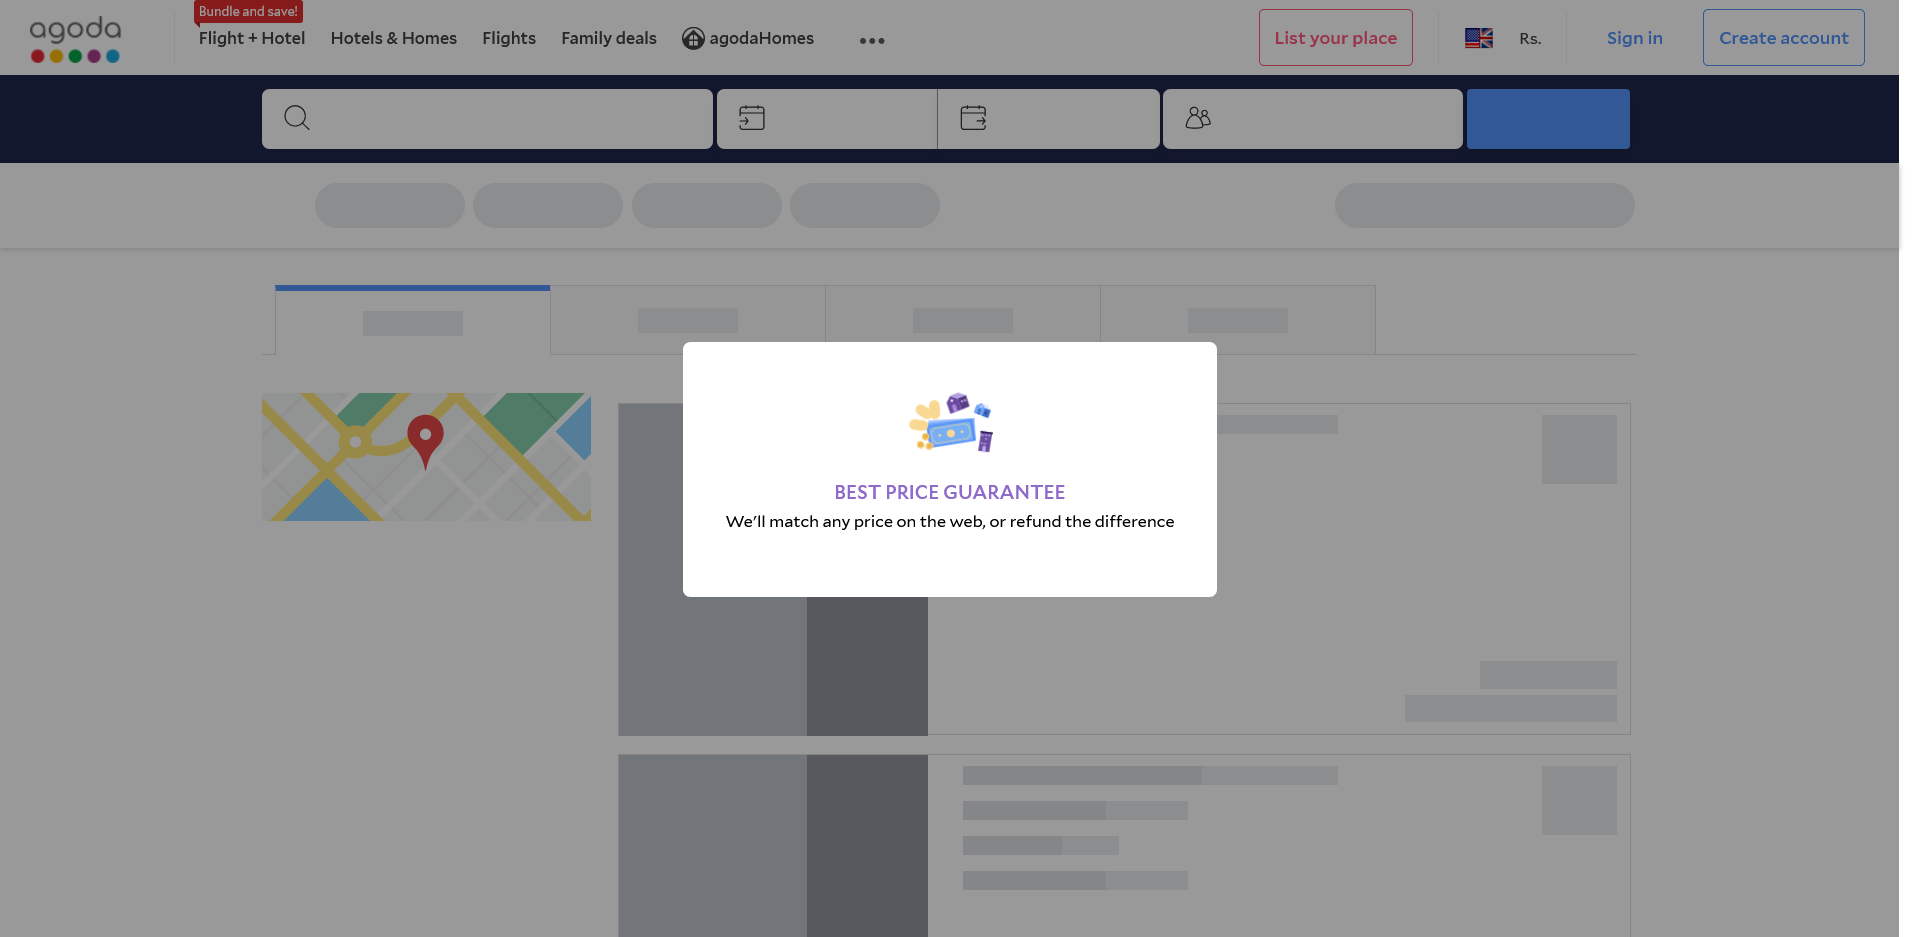 Bundle and save!
agoda
Flight + Hotel
Hotels & Homes
Flights
Family deals
agodaHomes
List your place
Rs.
Sign in
Create account
BEST PRICE GUARANTEE
We'll match any price on the web, or refund the difference